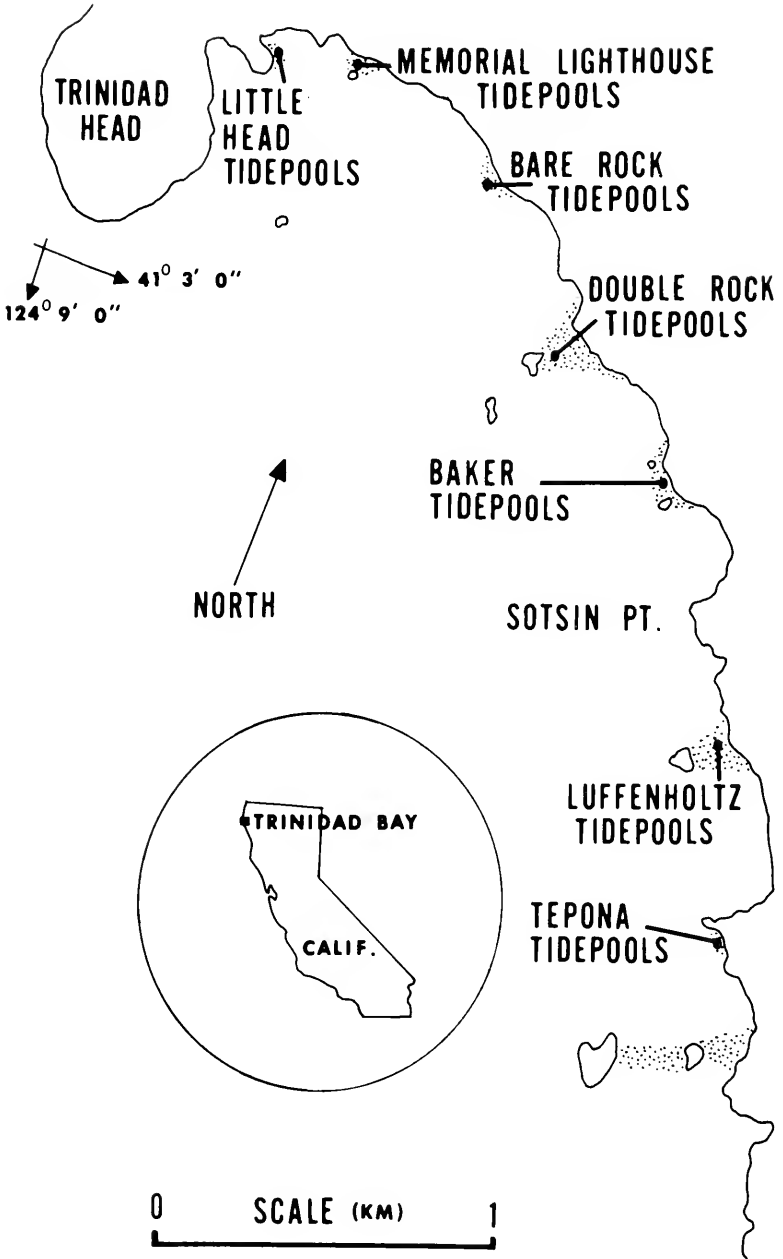 TRINIDAD
HEAD
LITTLE
HEAD
TIDEPOOLS
MEMORIAL LIGHTHOUSE
TIDEPOOLS
BARE ROCK
TIDEPOOLS
41° 3' 0"
124° 9' 0"
DOUBLE ROCK
TIDEPOOLS
BAKER
TIDEPOOLS
NORTH
SOTSIN PT.
TRINIDAD BAY
CALIF.
LUFFENHOLTZ
TIDEPOOLS
TEPONA
TIDEPOOLS
0 SCALE (KM) 1